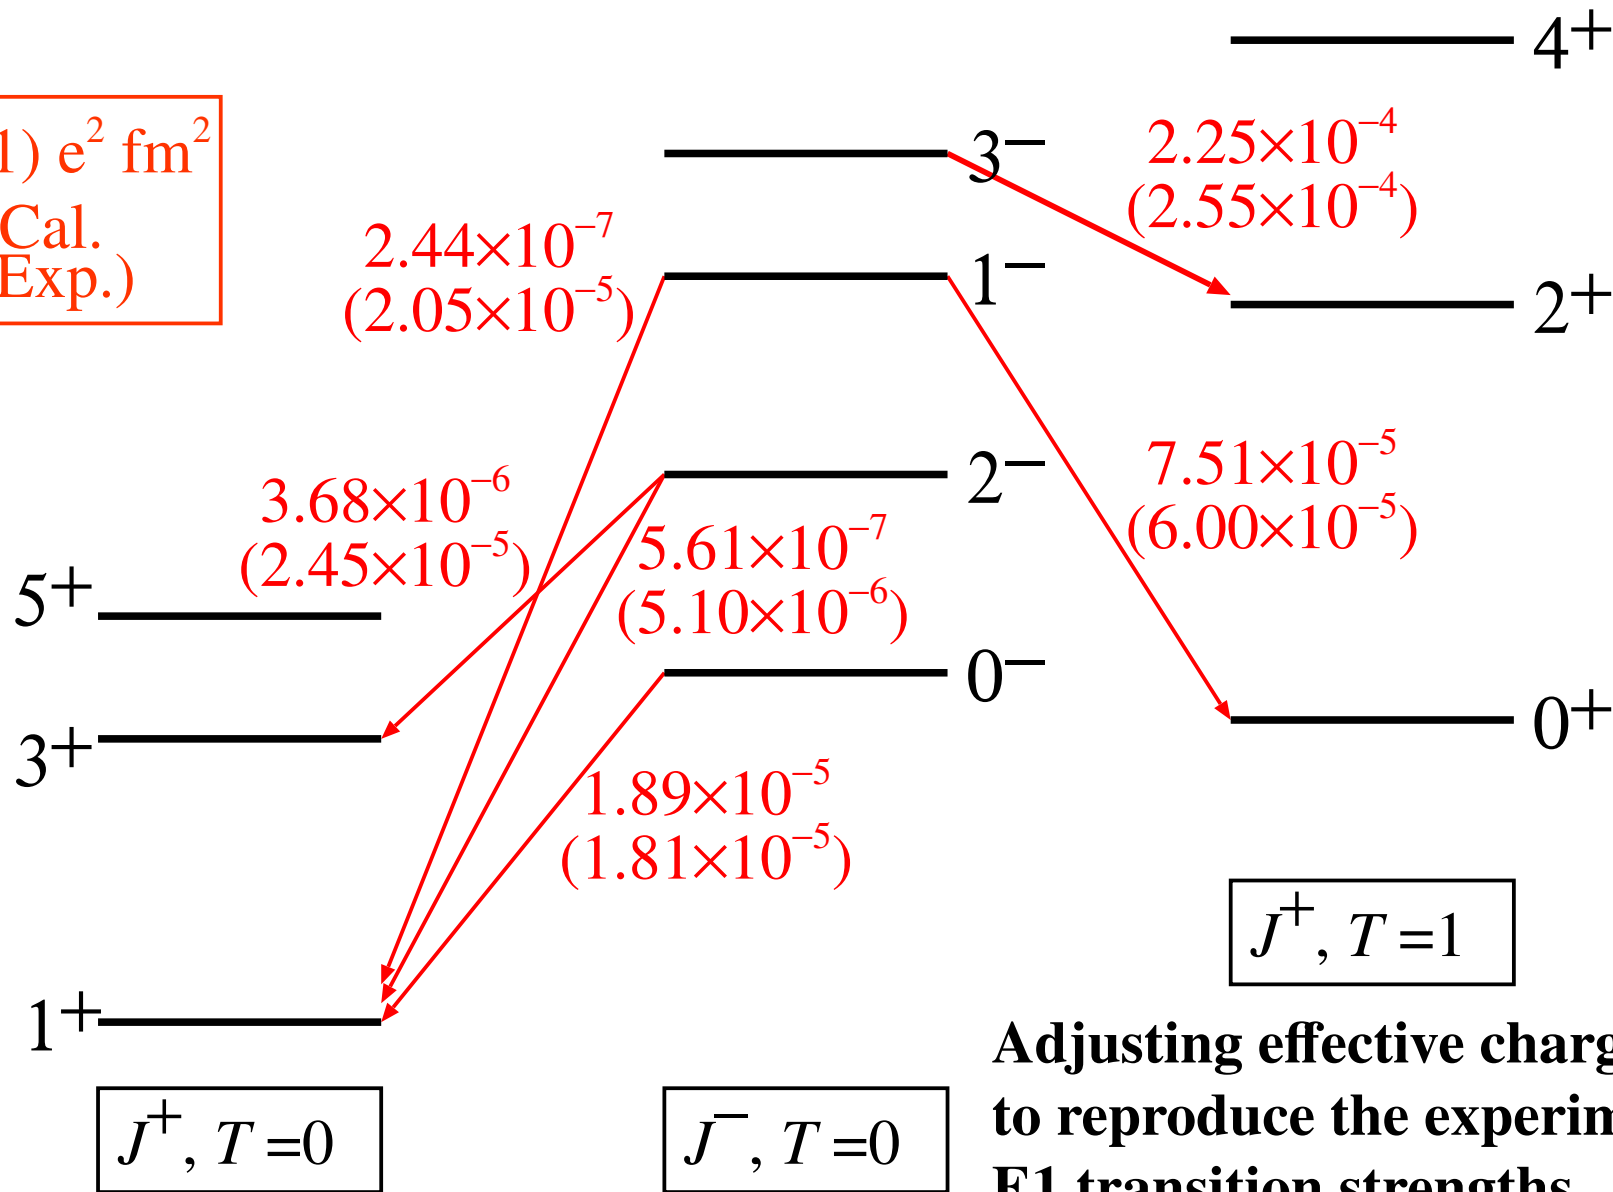 4⁺
1) e² fm²
Cal.
Exp.)
3⁻
2.25×10⁻⁴
(2.55×10⁻⁴)
2.44×10⁻⁷
(2.05×10⁻⁵)
1⁻
2⁺
3.68×10⁻⁶
(2.45×10⁻⁵)
2⁻
7.51×10⁻⁵
(6.00×10⁻⁵)
5.61×10⁻⁷
(5.10×10⁻⁶)
5⁺
0⁻
3⁺
0⁺
1.89×10⁻⁵
(1.81×10⁻⁵)
J⁺, T =1
1⁺
Adjusting effective charg
to reproduce the experim
E1 transition strengths
J⁺, T =0
J⁻, T =0